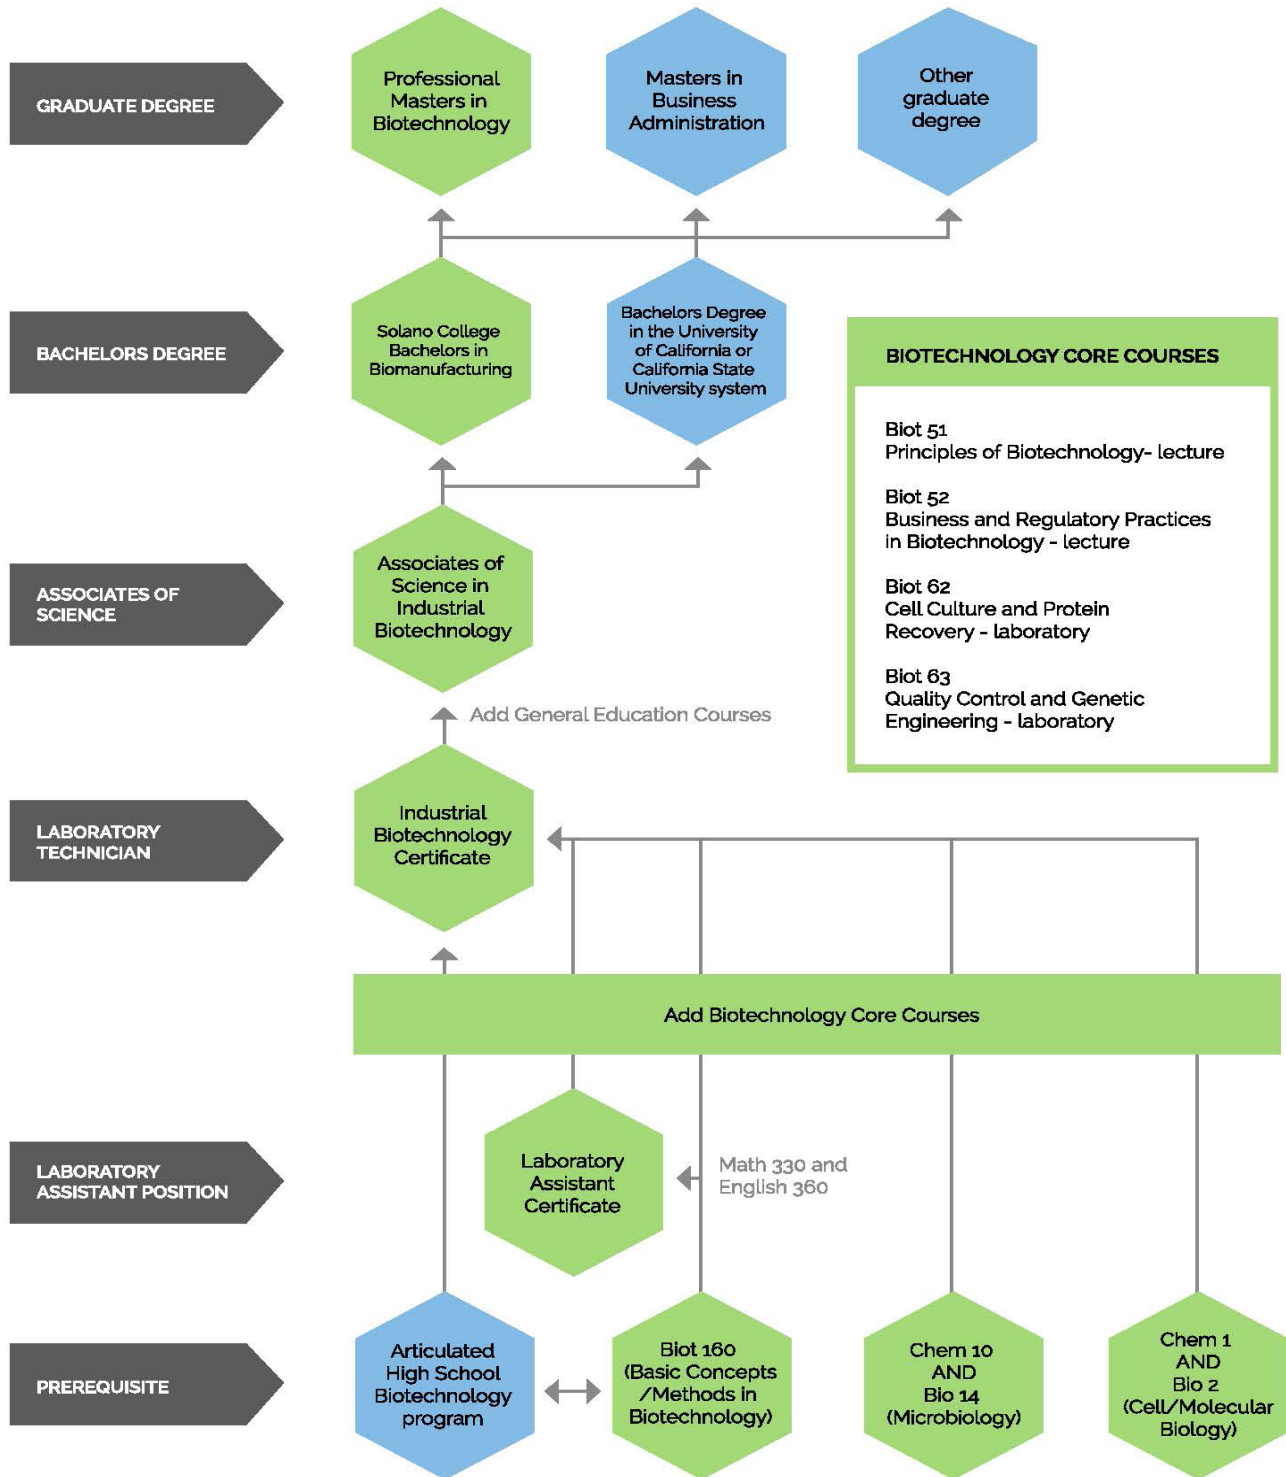 GRADUATE DEGREE
Professional
Masters in
Biotechnology
Masters in
Business
Administration
Other
graduate
degree
BACHELORS DEGREE
Solano College
Bachelors in
Biomanufacturing
Bachelors Degree
in the University
of California or
California State
University system
BIOTECHNOLOGY CORE COURSES
Biot 51
Principles of Biotechnology- lecture
Biot 52
Business and Regulatory Practices
in Biotechnology - lecture
Biot 62
Cell Culture and Protein
Recovery - laboratory
Biot 63
Quality Control and Genetic
Engineering - laboratory
ASSOCIATES OF
SCIENCE
Associates of
Science in
Industrial
Biotechnology
Add General Education Courses
LABORATORY
TECHNICIAN
Industrial
Biotechnology
Certificate
Add Biotechnology Core Courses
LABORATORY
ASSISTANT POSITION
Laboratory
Assistant
Certificate
Math 330 and
English 360
PREREQUISITE
Articulated
High School
Biotechnology
program
Biot 160
(Basic Concepts
/Methods in
Biotechnology)
Chem 10
AND
Bio 14
(Microbiology)
Chem 1
AND
Bio 2
(Cell/Molecular
Biology)